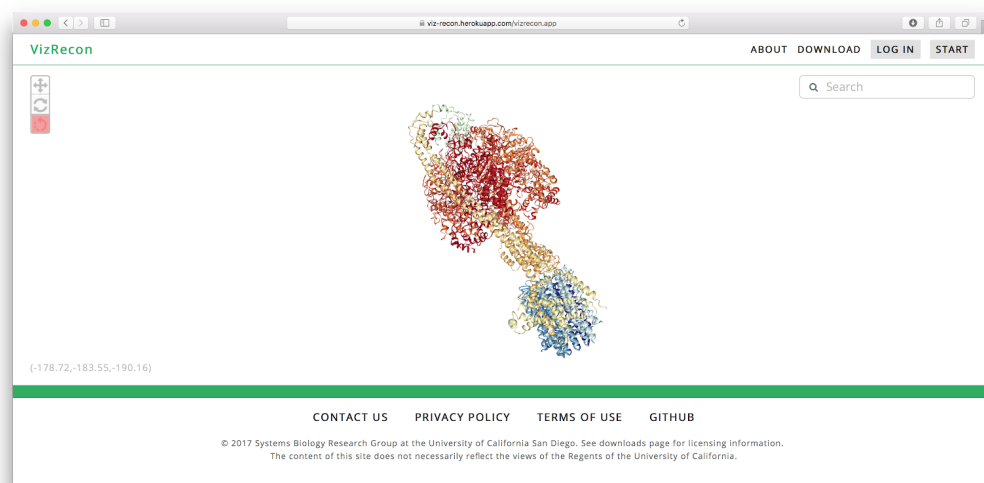 viz-recon.herokuapp.com/vizrecon.app
VizRecon
ABOUT DOWNLOAD LOG IN START
Search
(-178.72,-183.55,-190.16)
CONTACT US PRIVACY POLICY TERMS OF USE GITHUB
© 2017 Systems Biology Research Group at the University of California San Diego. See downloads page for licensing information.
The content of this site does not necessarily reflect the views of the Regents of the University of California.